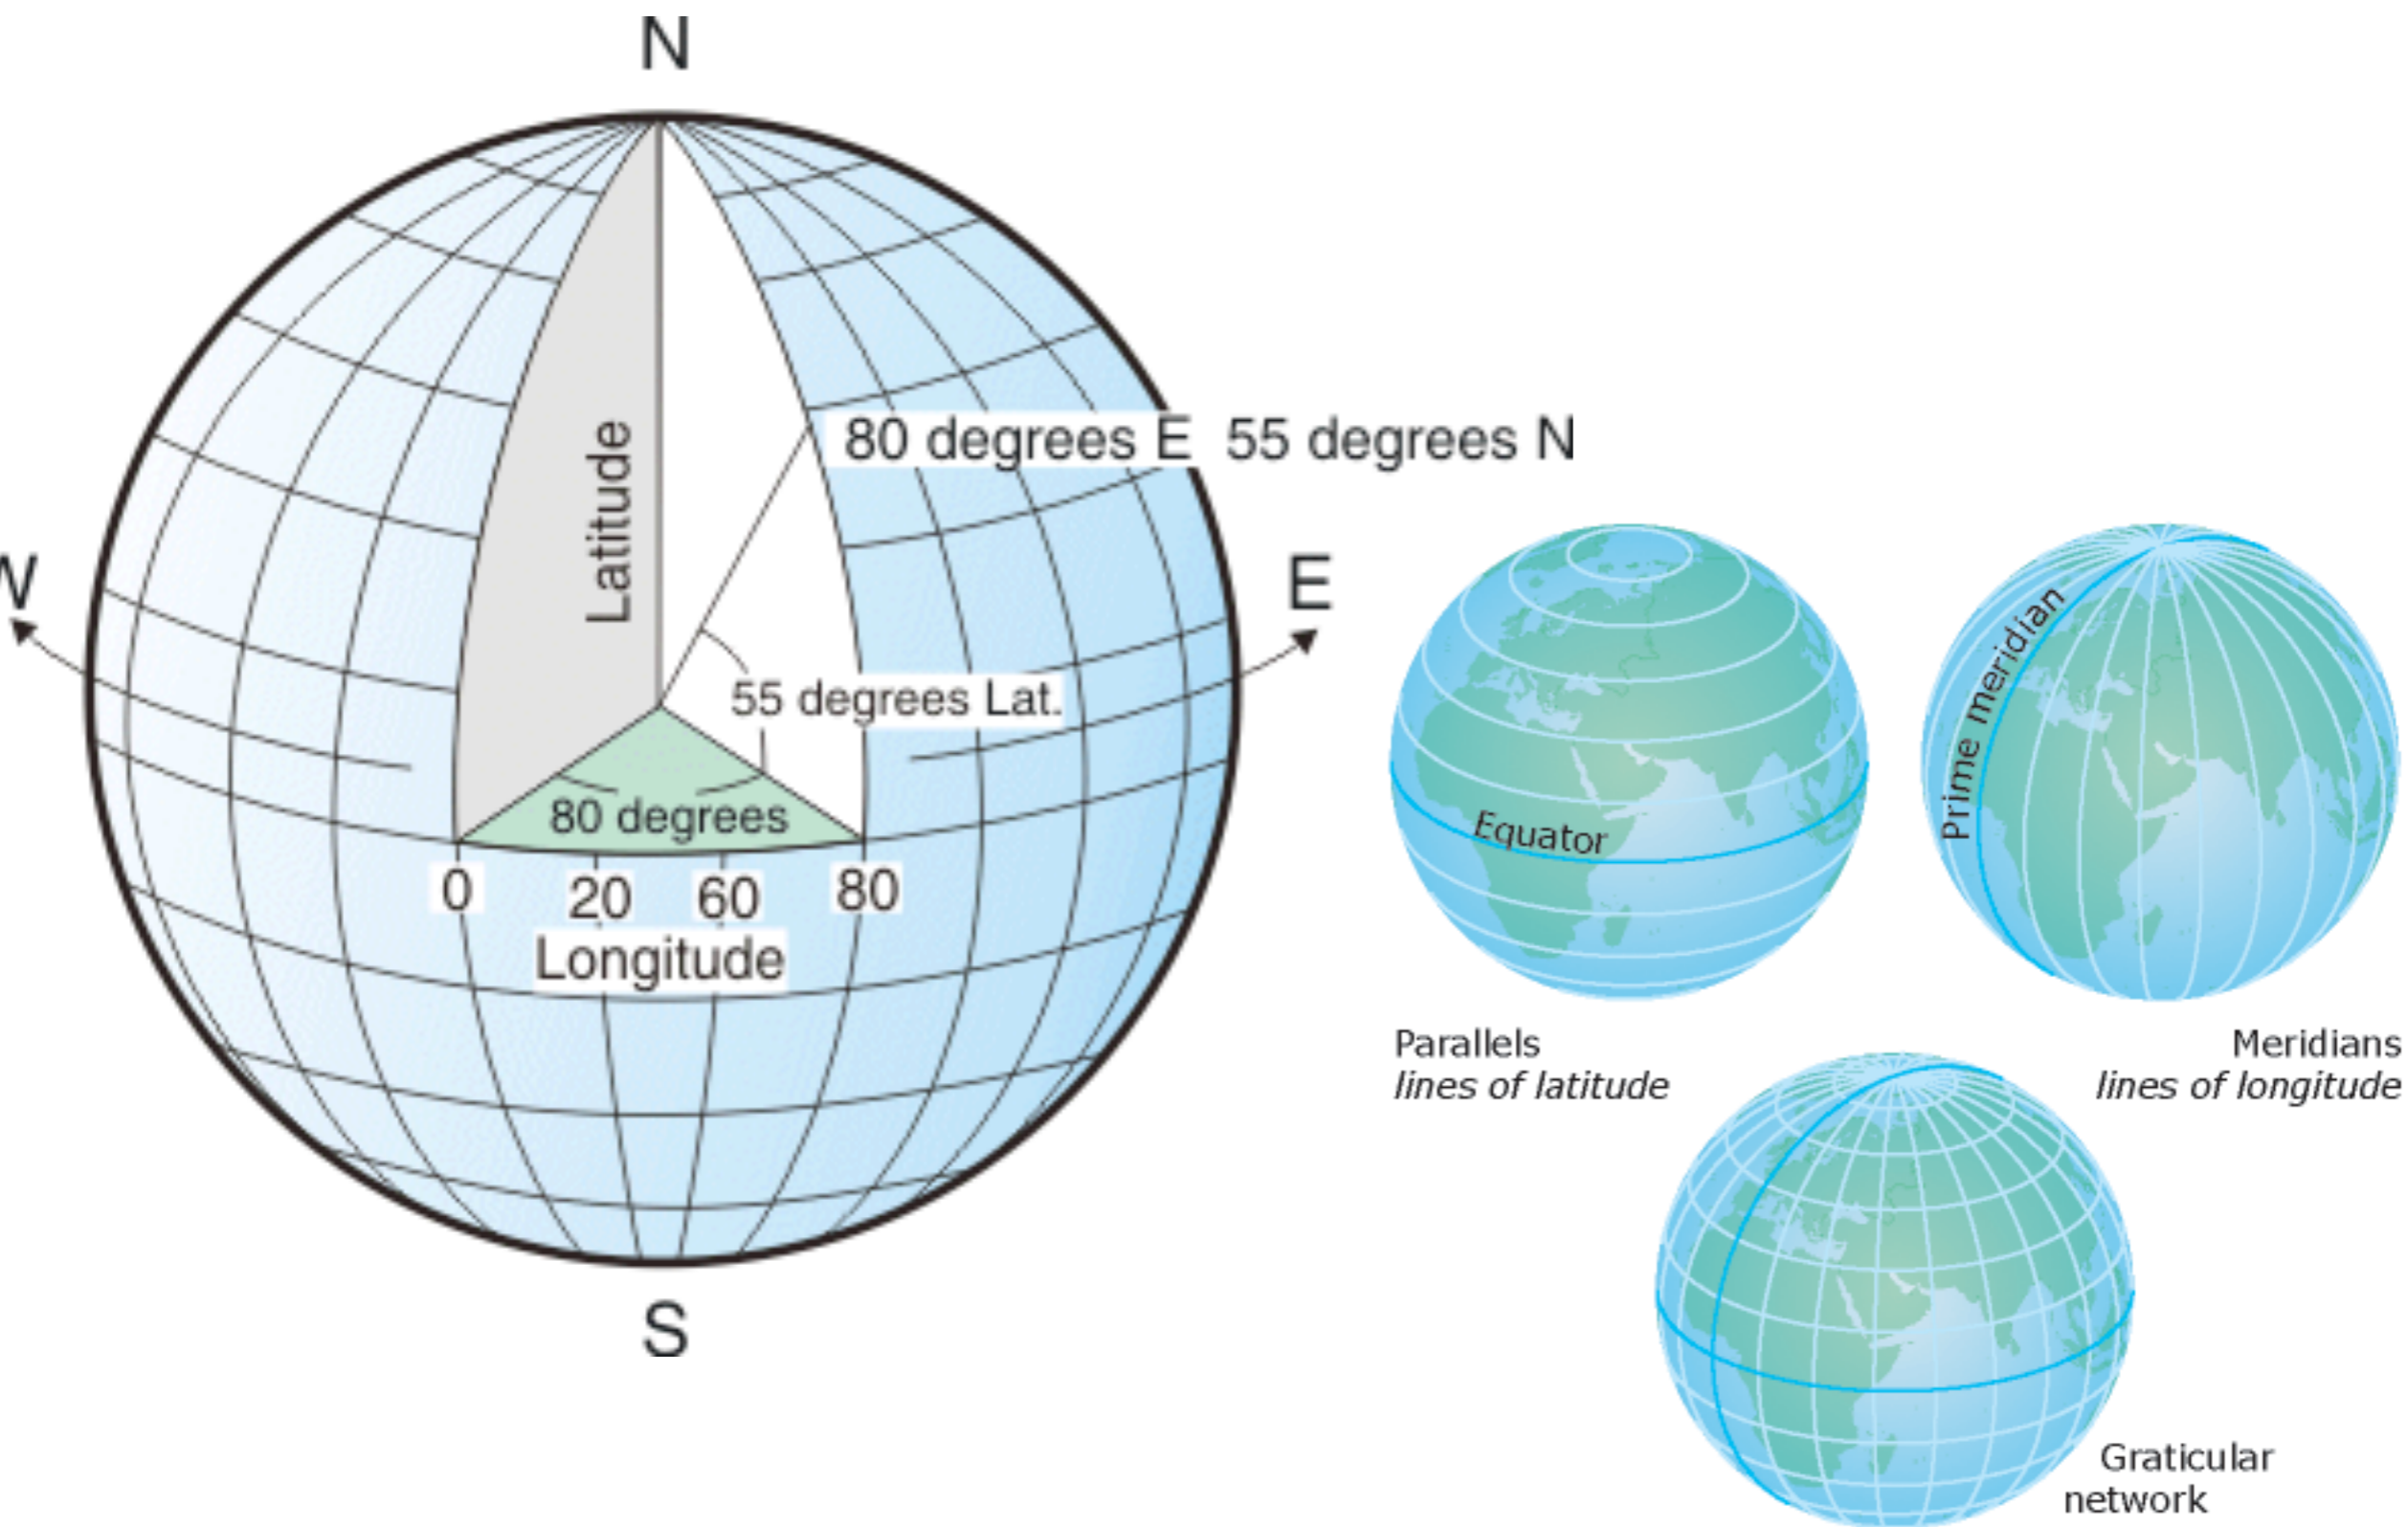 N
W
E
S
Latitude
80 degrees E 55 degrees N
55 degrees Lat.
80 degrees
0 20 60 80
Longitude
Equator
Prime meridian
Parallels
lines of latitude
Meridians
lines of longitude
Graticular
network